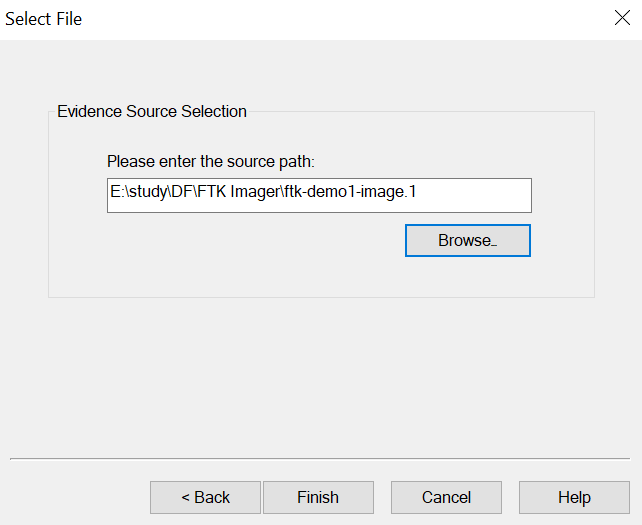 Select File
Evidence Source Selection
Please enter the source path:
E:\study\DF\FTK Imager\ftk-demo1-image.1
Browse...
< Back
Finish
Cancel
Help